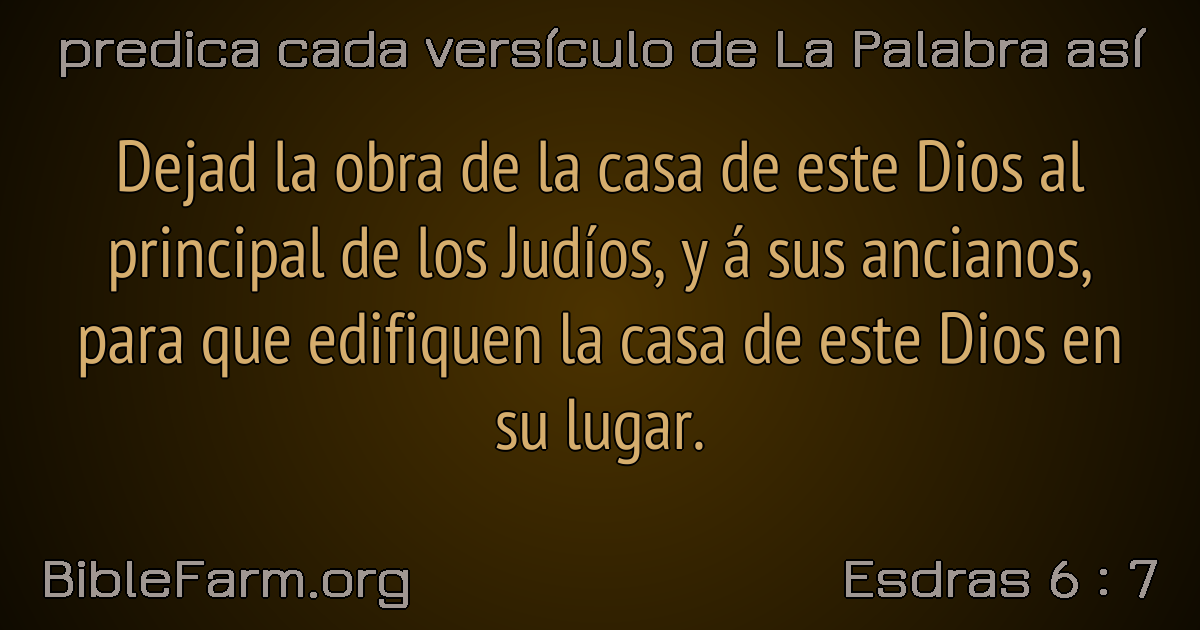 predica cada versículo de La Palabra así
Dejad la obra de la casa de este Dios al
principal de los Judíos, y á sus ancianos,
para que edifiquen la casa de este Dios en
su lugar.
BibleFarm.org
Esdras 6 : 7